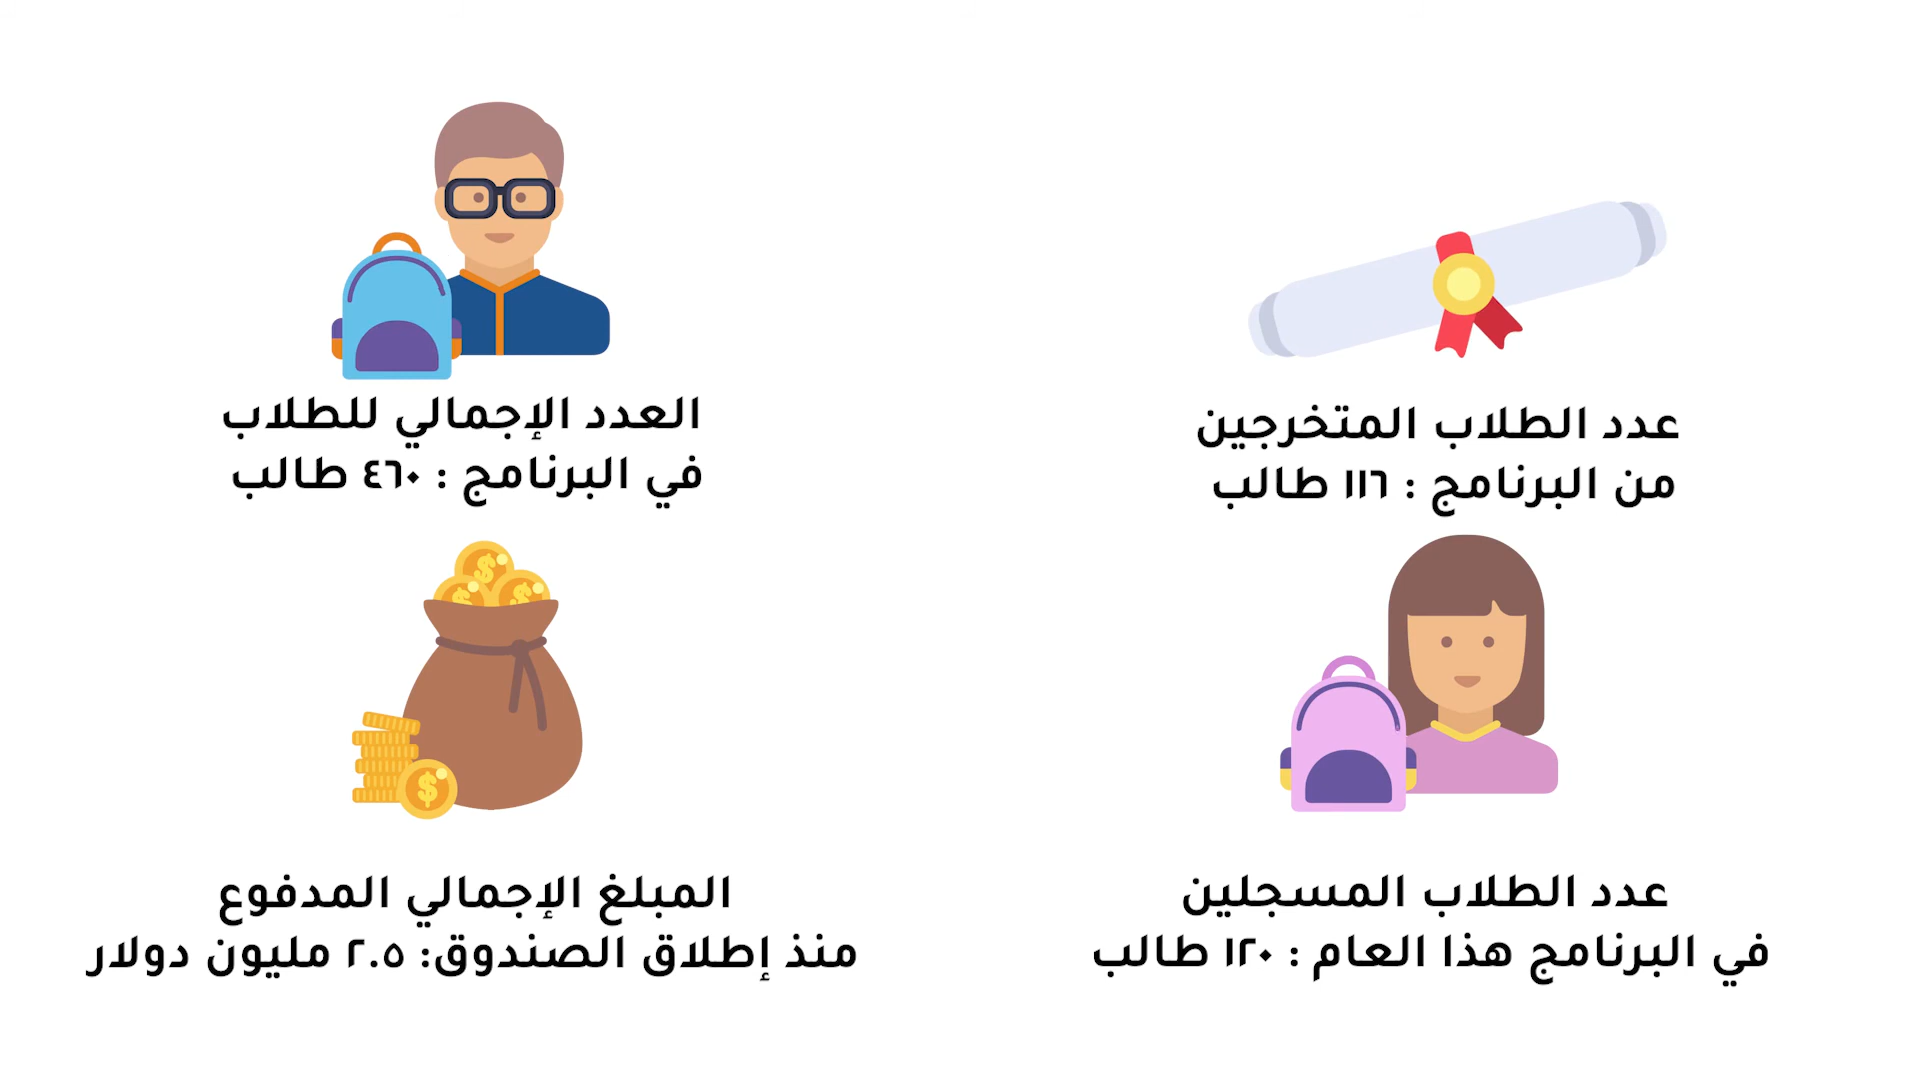 عدد الطلاب المتخرجين
من البرنامج : ١١٦ طالب
العدد الإجمالي للطلاب
في البرنامج : ٤٦٠ طالب
عدد الطلاب المسجلين
في البرنامج هذا العام : ١٢٠ طالب
المبلغ الإجمالي المدفوع
منذ إطلاق الصندوق: ٢.٥ مليون دولار